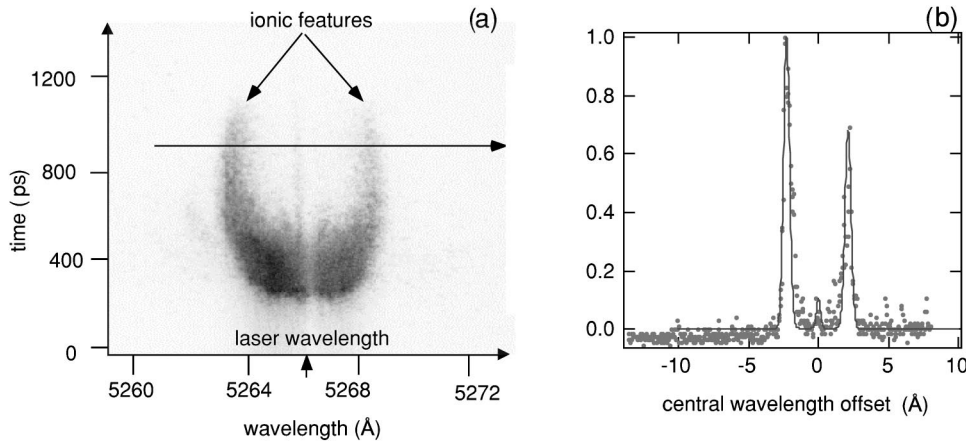 ionic features
(a)
1200
800
400
0
time (ps)
laser wavelength
5260
5264
5268
5272
wavelength (Å)
(b)
1.0
0.8
0.6
0.4
0.2
0.0
-10
-5
0
5
10
central wavelength offset (Å)